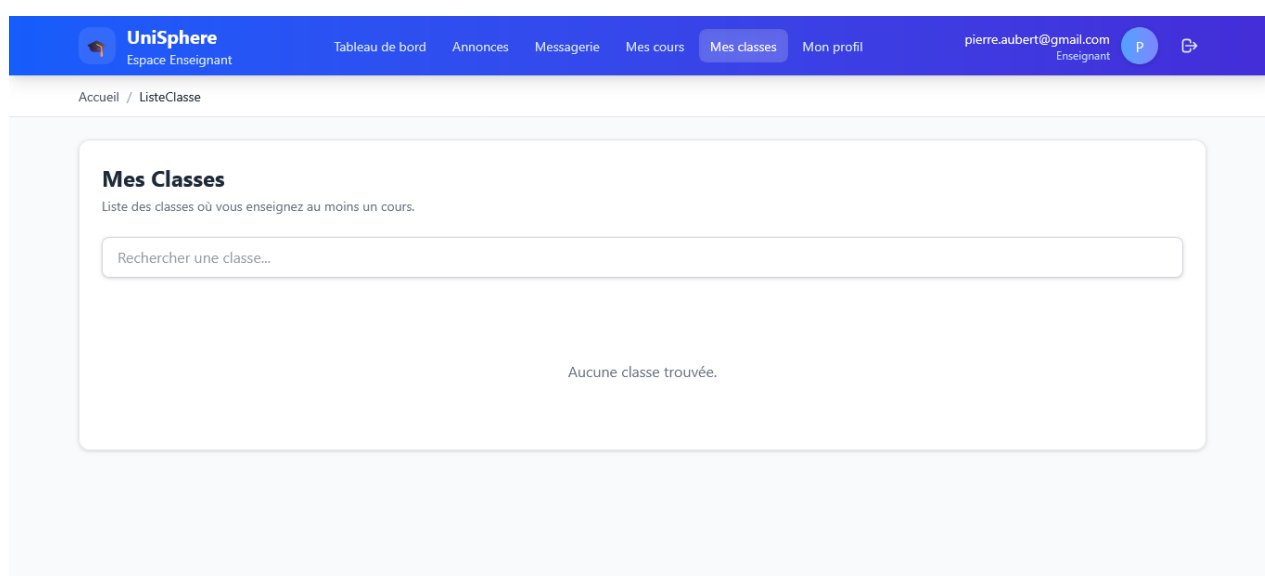 UniSphere
Espace Enseignant
Tableau de bord
Annonces
Messagerie
Mes cours
Mes classes
Mon profil
pierre.aubert@gmail.com
Enseignant
P
Accueil / ListeClasse
Mes Classes
Liste des classes où vous enseignez au moins un cours.
Rechercher une classe...
Aucune classe trouvée.